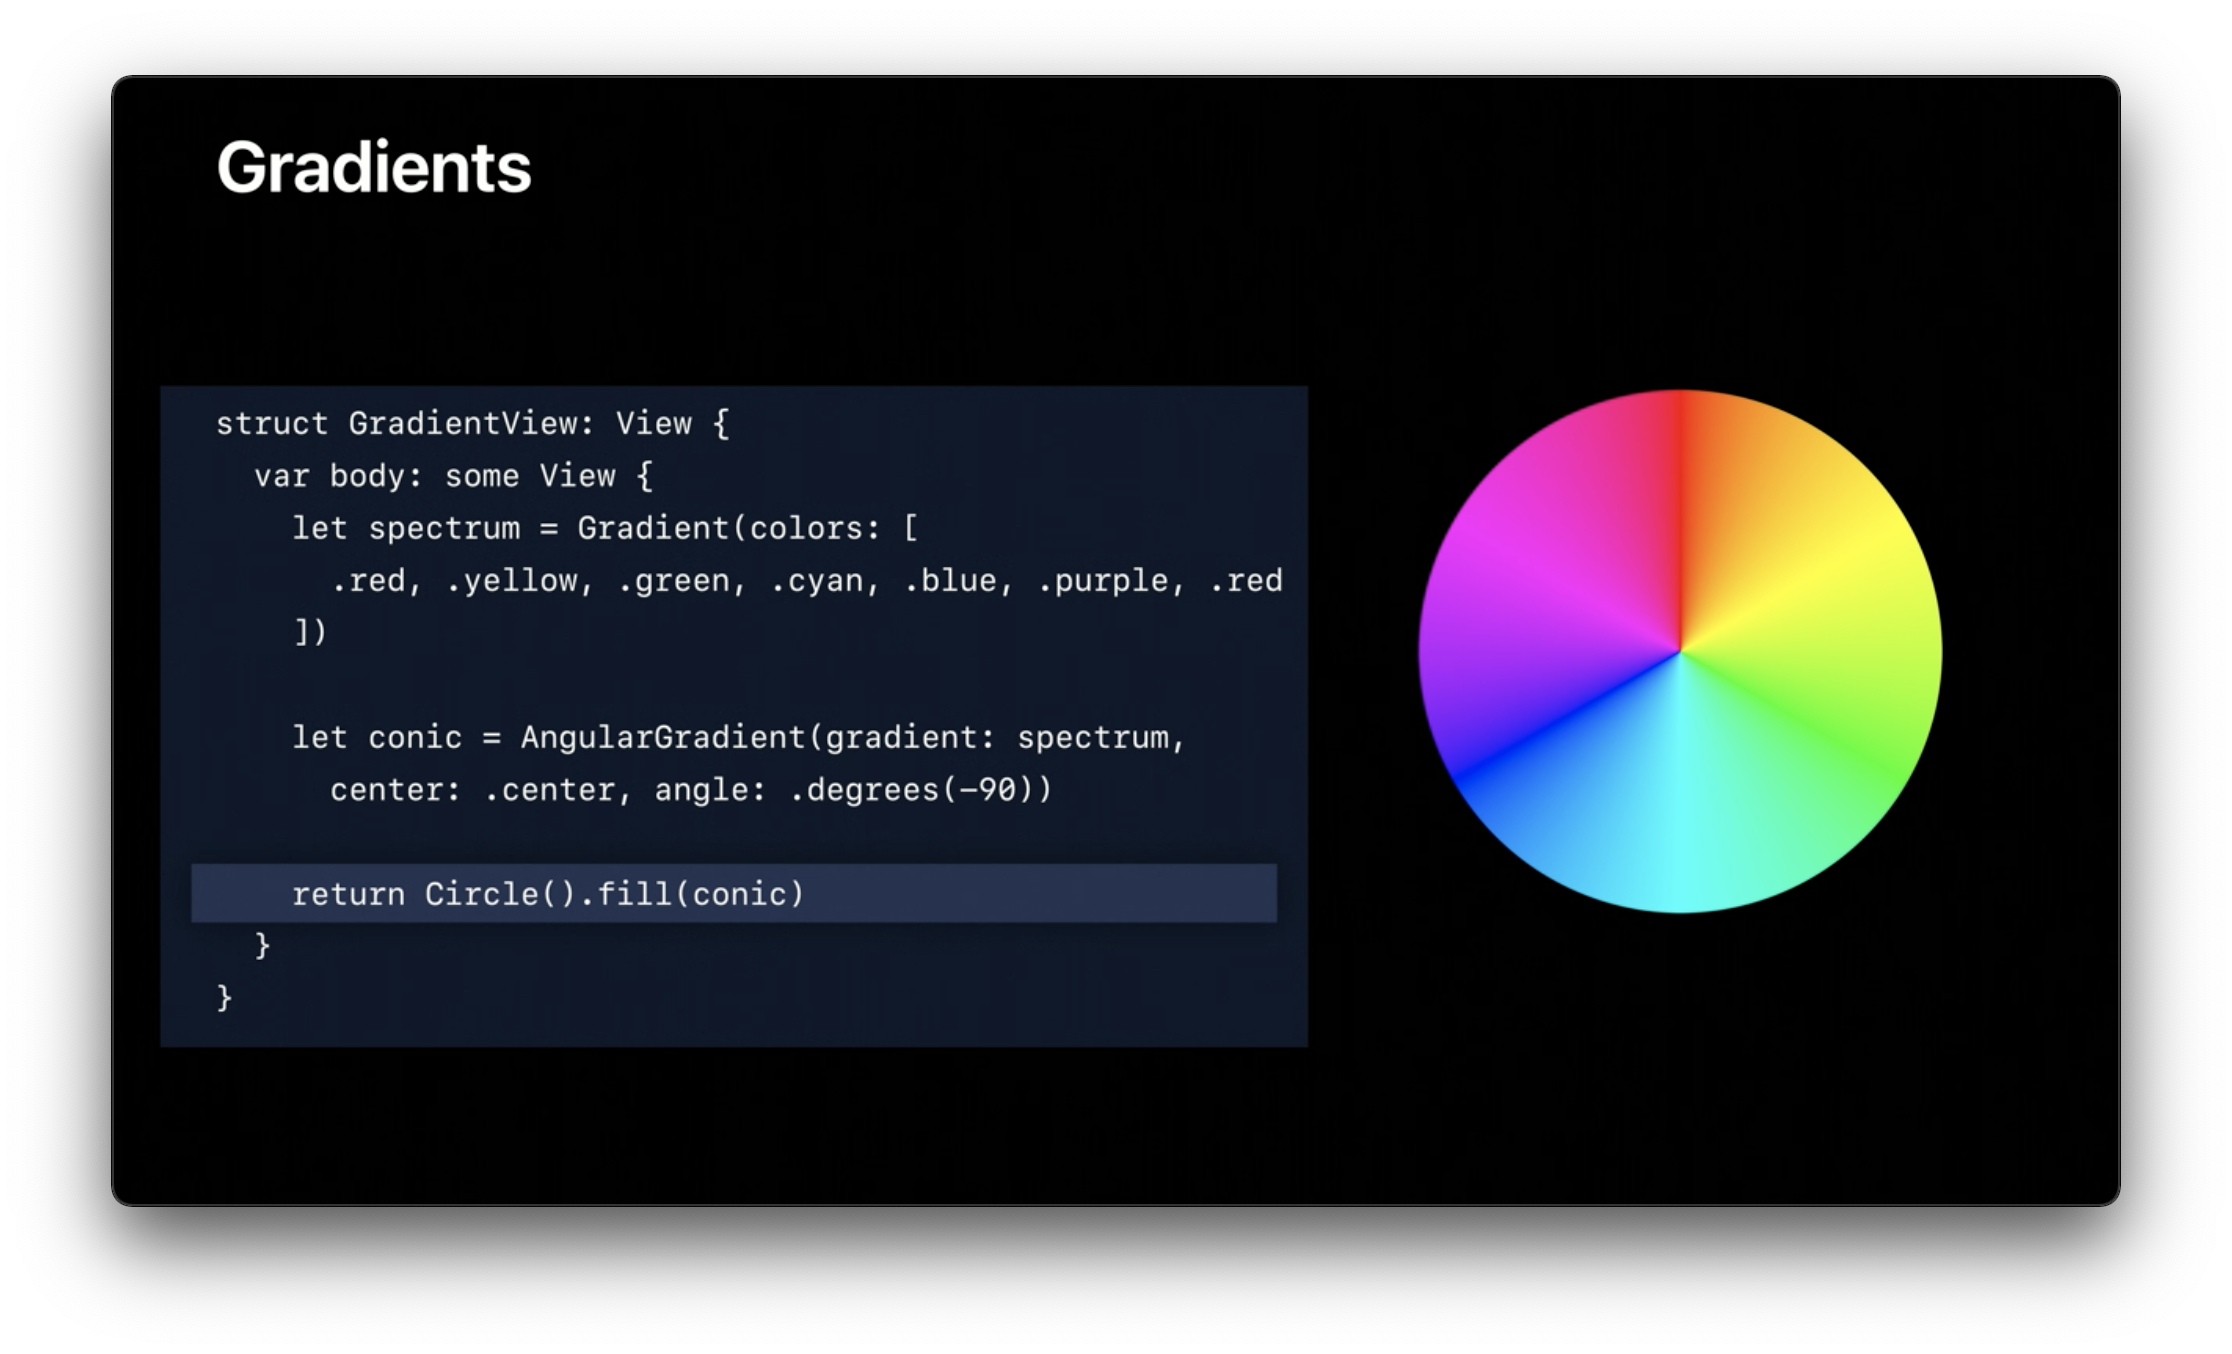 Gradients
struct GradientView: View {
  var body: some View {
    let spectrum = Gradient(colors: [
      .red, .yellow, .green, .cyan, .blue, .purple, .red
    ])
    let conic = AngularGradient(gradient: spectrum,
      center: .center, angle: .degrees(-90))
    return Circle().fill(conic)
  }
}